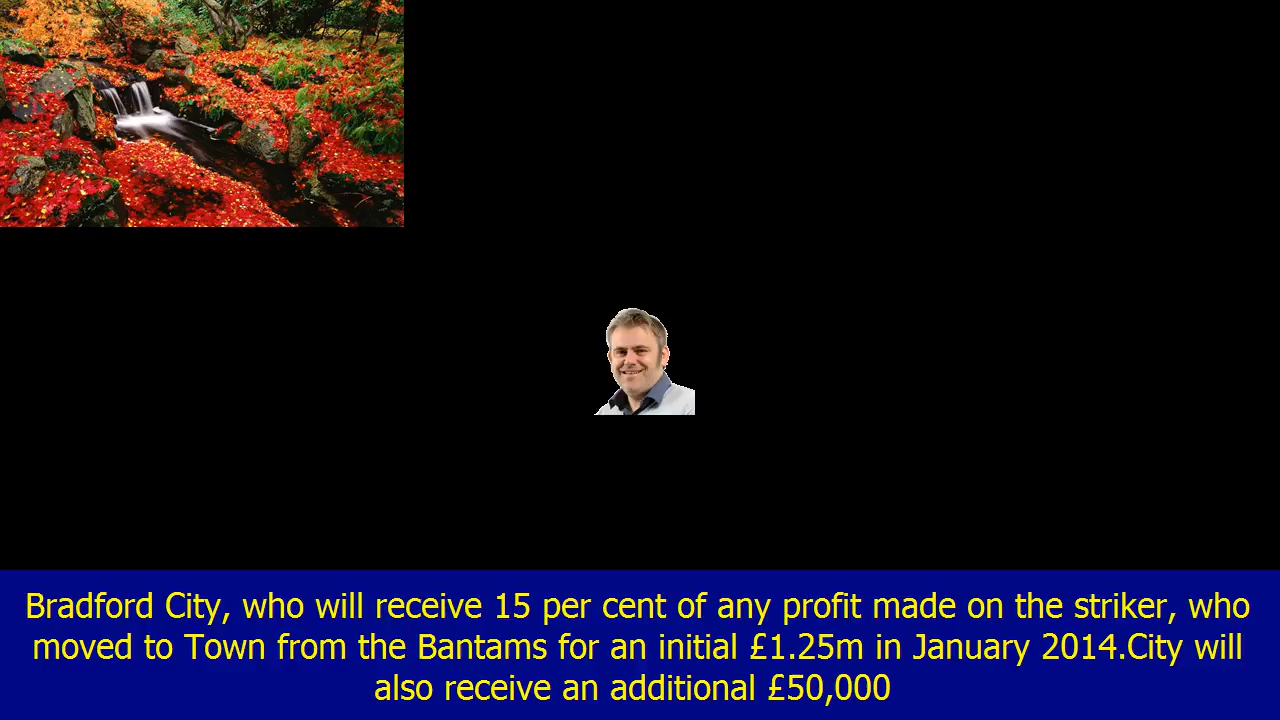 Bradford City, who will receive 15 per cent of any profit made on the striker, who
moved to Town from the Bantams for an initial £1.25m in January 2014.City will
also receive an additional £50,000